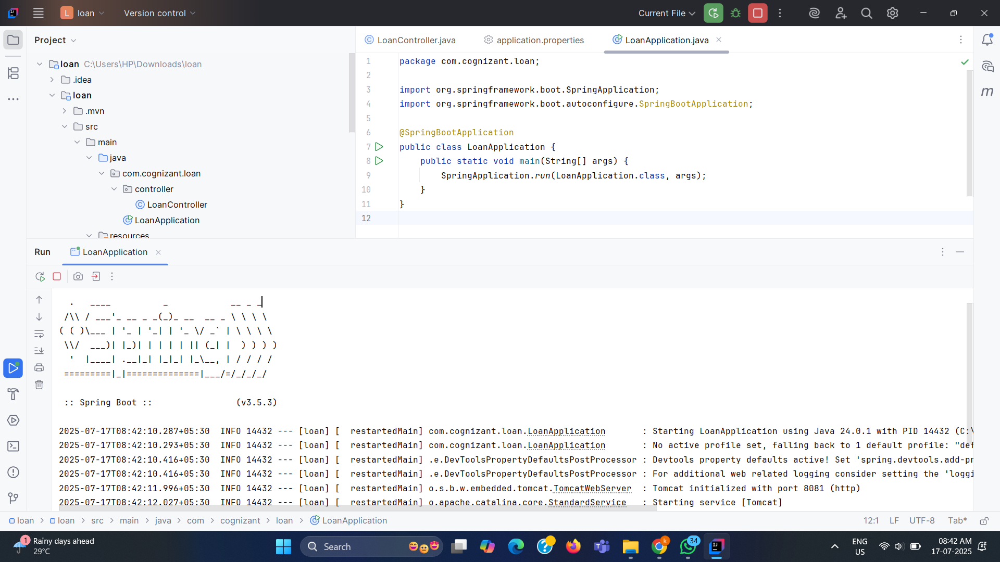 L loan
Version control
Current File
Project
loan C:\Users\HP\Downloads\loan
.idea
loan
.mvn
src
main
java
com.cognizant.loan
controller
LoanController
LoanApplication
resources
LoanController.java
application.properties
LoanApplication.java
1 package com.cognizant.loan;
2
3 import org.springframework.boot.SpringApplication;
4 import org.springframework.boot.autoconfigure.SpringBootApplication;
5
6 @SpringBootApplication
7 public class LoanApplication {
8     public static void main(String[] args) {
9         SpringApplication.run(LoanApplication.class, args);
10     }
11 }
12
Run LoanApplication
  .   ____          _            __ _ _
 /\\ / ___'_ __ _ _(_)_ __  __ _ \ \ \ \
( ( )\___ | '_ | '_| | '_ \/ _` | \ \ \ \
 \\/  ___)| |_)| | | | | || (_| |  ) ) ) )
  '  |____| .__|_| |_|_| |_\__, | / / / /
 =========|_|==============|___/=/_/_/_/
 :: Spring Boot ::                (v3.5.3)
2025-07-17T08:42:10.287+05:30  INFO 14432 --- [loan] [  restartedMain] com.cognizant.loan.LoanApplication       : Starting LoanApplication using Java 24.0.1 with PID 14432 (C:\
2025-07-17T08:42:10.293+05:30  INFO 14432 --- [loan] [  restartedMain] com.cognizant.loan.LoanApplication       : No active profile set, falling back to 1 default profile: "def
2025-07-17T08:42:10.416+05:30  INFO 14432 --- [loan] [  restartedMain] .e.DevToolsPropertyDefaultsPostProcessor : Devtools property defaults active! Set 'spring.devtools.add-pr
2025-07-17T08:42:10.416+05:30  INFO 14432 --- [loan] [  restartedMain] .e.DevToolsPropertyDefaultsPostProcessor : For additional web related logging consider setting the 'loggi
2025-07-17T08:42:11.996+05:30  INFO 14432 --- [loan] [  restartedMain] o.s.b.w.embedded.tomcat.TomcatWebServer  : Tomcat initialized with port 8081 (http)
2025-07-17T08:42:12.027+05:30  INFO 14432 --- [loan] [  restartedMain] o.apache.catalina.core.StandardService   : Starting service [Tomcat]
loan > loan > src > main > java > com > cognizant > loan > LoanApplication
12:1 LF UTF-8 Tab*
1 Rainy days ahead
29°C
Search
34
ENG
US
08:42 AM
17-07-2025